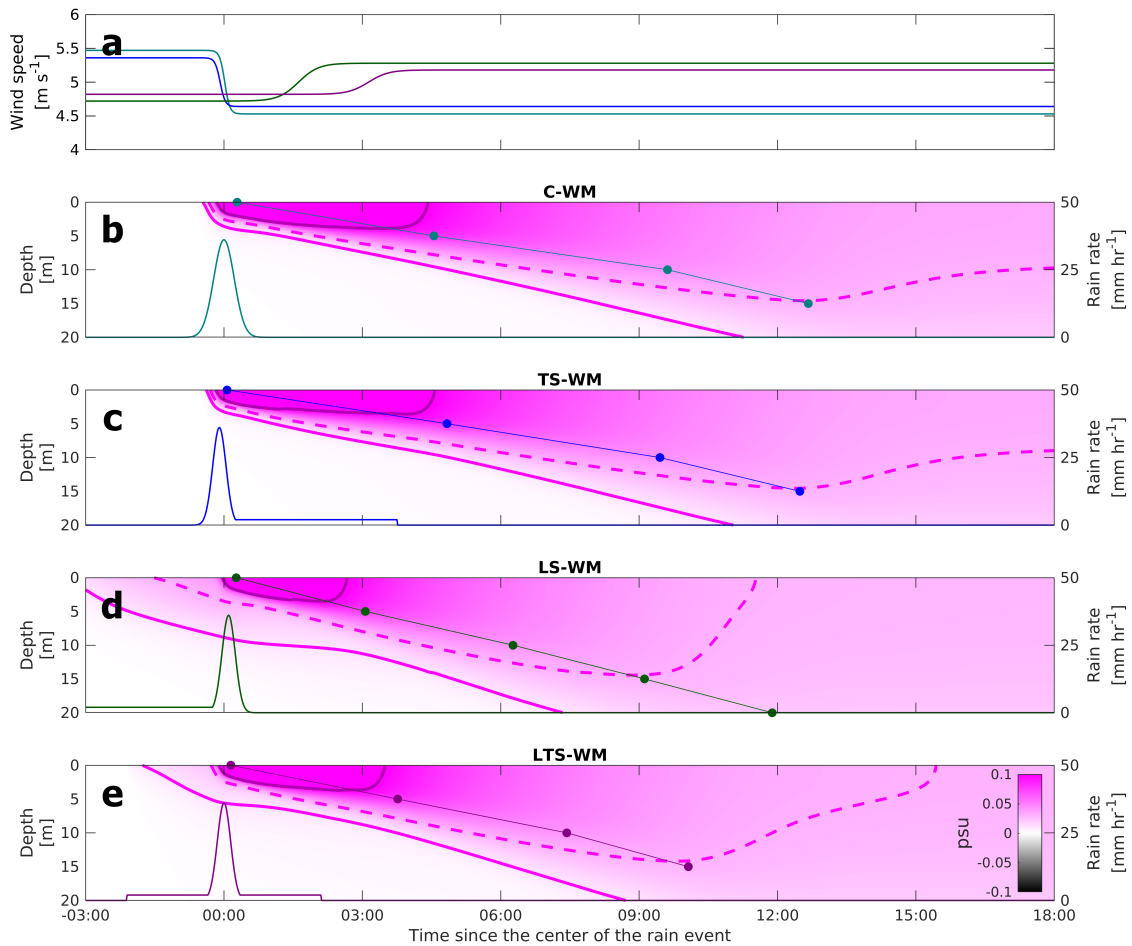 a
6
5.5
5
4.5
4
Wind speed
[m s⁻¹]
C-WM
b
0
5
10
15
20
Depth
[m]
50
25
0
Rain rate
[mm hr⁻¹]
TS-WM
c
0
5
10
15
20
Depth
[m]
50
25
0
Rain rate
[mm hr⁻¹]
LS-WM
d
0
5
10
15
20
Depth
[m]
50
25
0
Rain rate
[mm hr⁻¹]
LTS-WM
e
0
5
10
15
20
Depth
[m]
50
25
0
Rain rate
[mm hr⁻¹]
psu
0.1
0.05
0
-0.05
-0.1
-03:00 00:00 03:00 06:00 09:00 12:00 15:00 18:00
Time since the center of the rain event